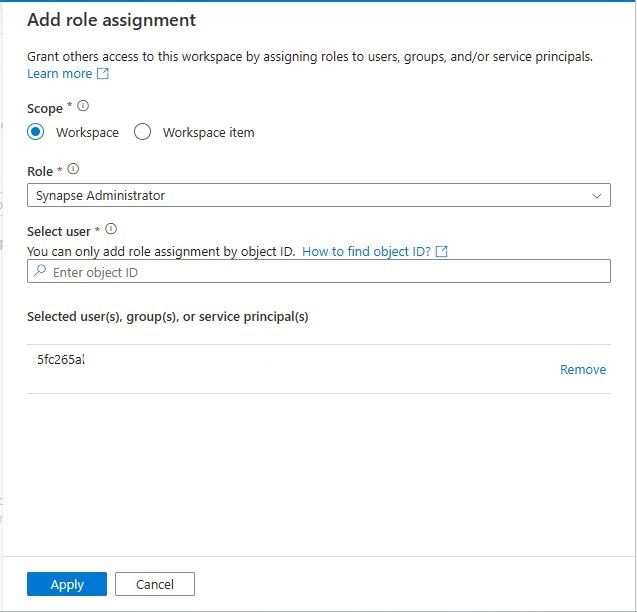 Add role assignment
Grant others access to this workspace by assigning roles to users, groups, and/or service principals.
Learn more
Scope *
Workspace Workspace item
Role *
Synapse Administrator
Select user *
You can only add role assignment by object ID. How to find object ID?
Enter object ID
Selected user(s), group(s), or service principal(s)
5fc265a
Remove
Apply Cancel